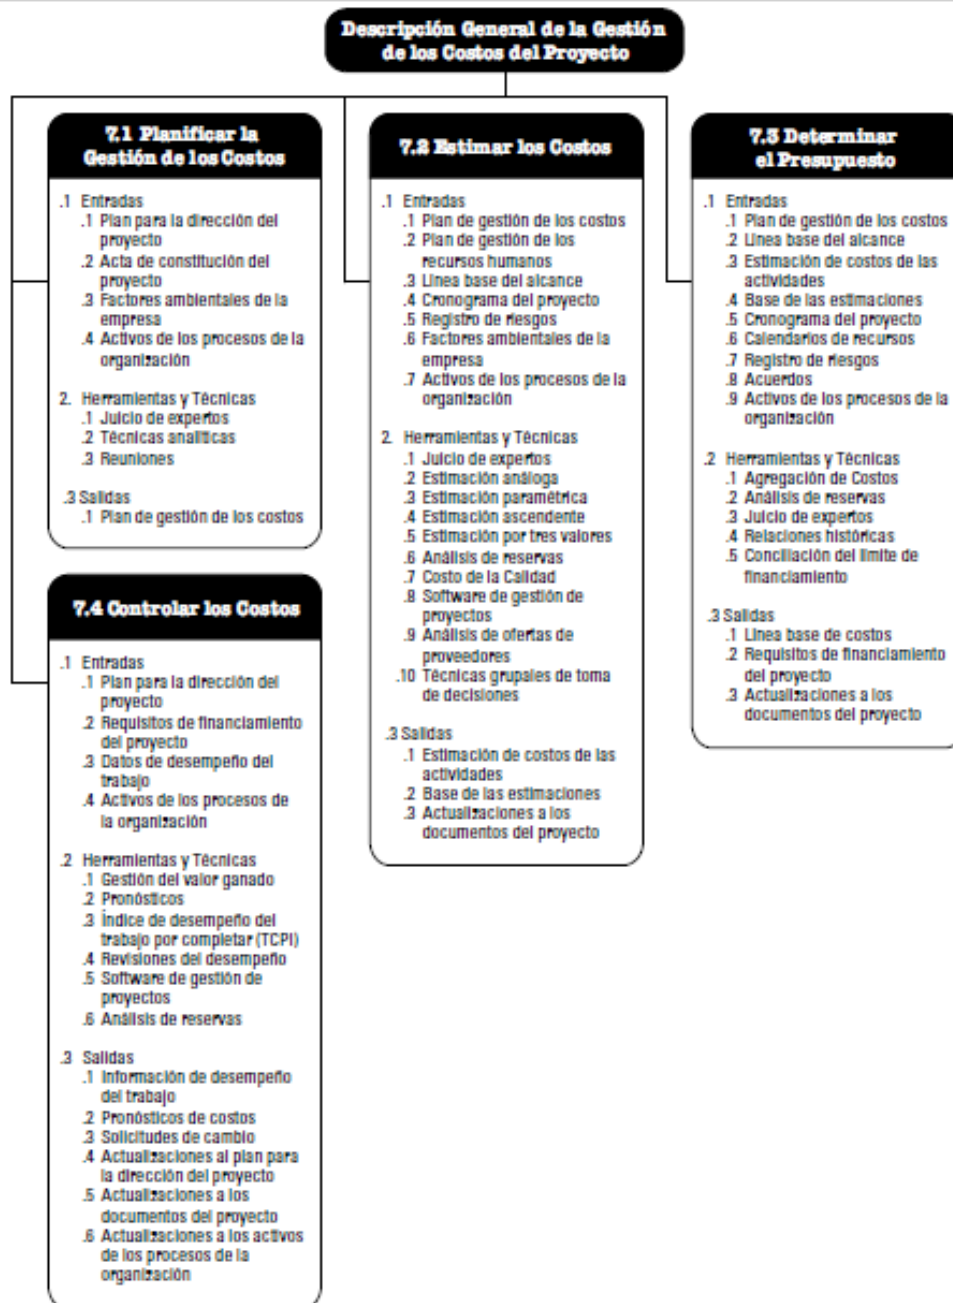 Descripción General de la Gestión
de los Costos del Proyecto
7.1 Planificar la
Gestión de los Costos
.1 Entradas
.1 Plan para la dirección del
proyecto
.2 Acta de constitución del
proyecto
.3 Factores ambientales de la
empresa
.4 Activos de los procesos de la
organización
2. Herramientas y Técnicas
.1 Juicio de expertos
.2 Técnicas analíticas
.3 Reuniones
.3 Salidas
.1 Plan de gestión de los costos
7.2 Estimar los Costos
.1 Entradas
.1 Plan de gestión de los costos
.2 Plan de gestión de los
recursos humanos
.3 Línea base del alcance
.4 Cronograma del proyecto
.5 Registro de riesgos
.6 Factores ambientales de la
empresa
.7 Activos de los procesos de la
organización
2. Herramientas y Técnicas
.1 Juicio de expertos
.2 Estimación análoga
.3 Estimación paramétrica
.4 Estimación ascendente
.5 Estimación por tres valores
.6 Análisis de reservas
.7 Costo de la Calidad
.8 Software de gestión de
proyectos
.9 Análisis de ofertas de
proveedores
.10 Técnicas grupales de toma
de decisiones
.3 Salidas
.1 Estimación de costos de las
actividades
.2 Base de las estimaciones
.3 Actualizaciones a los
documentos del proyecto
7.3 Determinar
el Presupuesto
.1 Entradas
.1 Plan de gestión de los costos
.2 Línea base del alcance
.3 Estimación de costos de las
actividades
.4 Base de las estimaciones
.5 Cronograma del proyecto
.6 Calendarios de recursos
.7 Registro de riesgos
.8 Acuerdos
.9 Activos de los procesos de la
organización
.2 Herramientas y Técnicas
.1 Agregación de Costos
.2 Análisis de reservas
.3 Juicio de expertos
.4 Relaciones históricas
.5 Conciliación del límite de
financiamiento
.3 Salidas
.1 Línea base de costos
.2 Requisitos de financiamiento
del proyecto
.3 Actualizaciones a los
documentos del proyecto
7.4 Controlar los Costos
.1 Entradas
.1 Plan para la dirección del
proyecto
.2 Requisitos de financiamiento
del proyecto
.3 Datos de desempeño del
trabajo
.4 Activos de los procesos de
la organización
.2 Herramientas y Técnicas
.1 Gestión del valor ganado
.2 Pronósticos
.3 Índice de desempeño del
trabajo por completar (TCPI)
.4 Revisiones del desempeño
.5 Software de gestión de
proyectos
.6 Análisis de reservas
.3 Salidas
.1 Información de desempeño
del trabajo
.2 Pronósticos de costos
.3 Solicitudes de cambio
.4 Actualizaciones al plan para
la dirección del proyecto
.5 Actualizaciones a los
documentos del proyecto
.6 Actualizaciones a los activos
de los procesos de la
organización